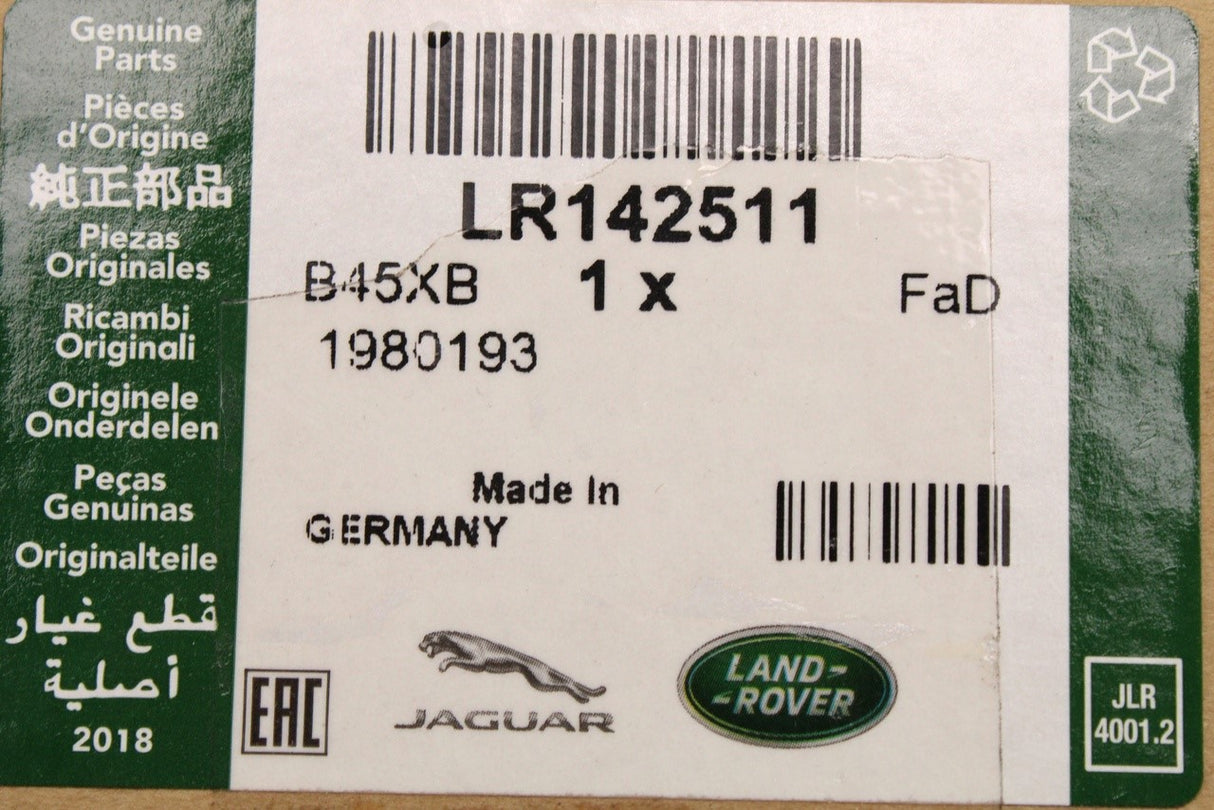 Genuine
Parts
Pièces
d'Origine
純正部品
Piezas
Originales
Ricambi
Originali
Originele
Onderdelen
Peças
Genuinas
Originalteile
قطع غيار
أصلية
2018
LR142511
B45XB 1 x FaD
1980193
Made In
GERMANY
EAC
JAGUAR
LAND-
-ROVER
JLR
4001.2